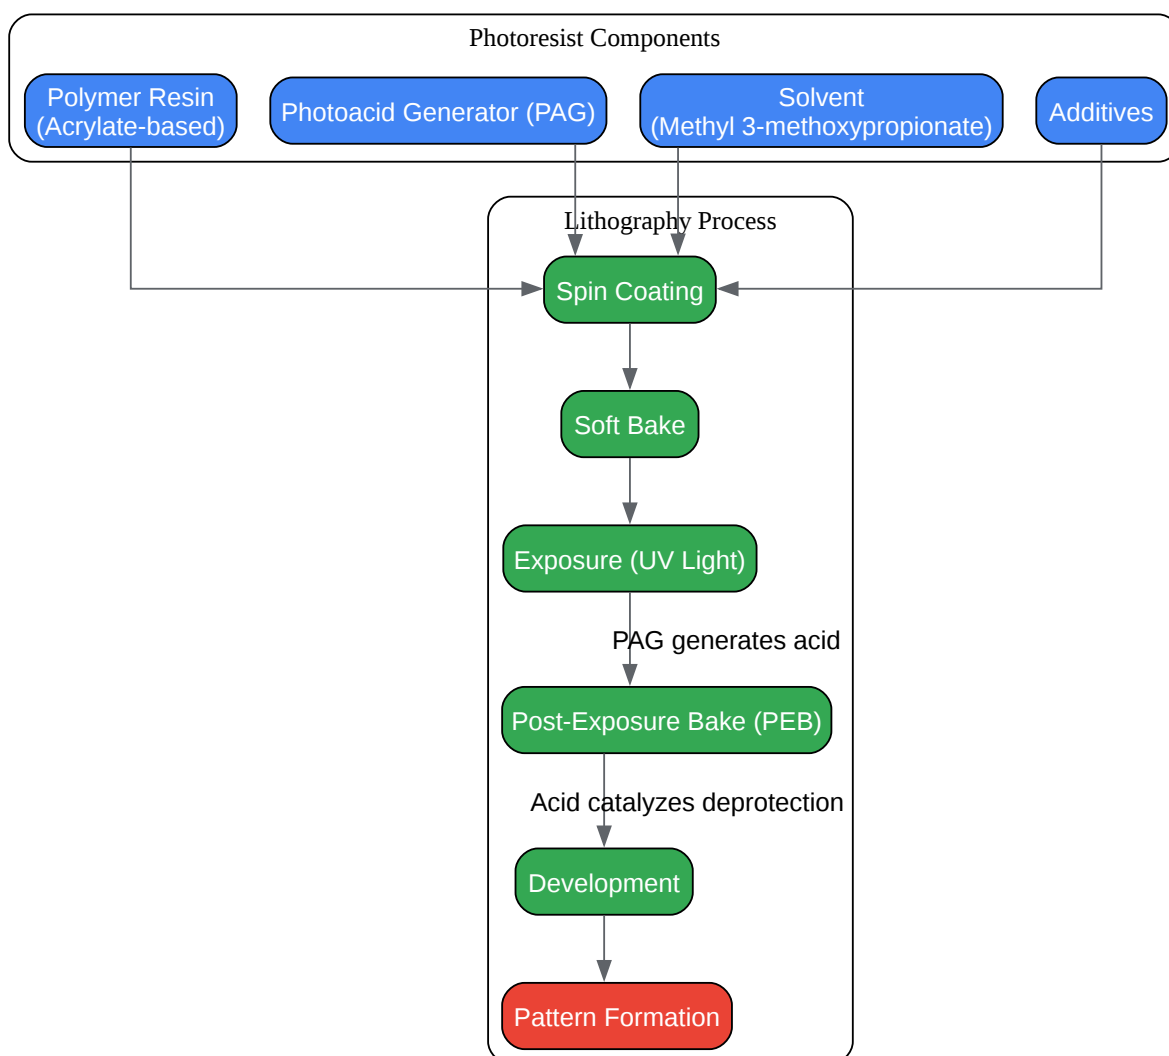 Photoresist Components
Polymer Resin
(Acrylate-based)
Photoacid Generator (PAG)
Solvent
(Methyl 3-methoxypropionate)
Additives
Lithography Process
Spin Coating
Soft Bake
Exposure (UV Light)
PAG generates acid
Post-Exposure Bake (PEB)
Acid catalyzes deprotection
Development
Pattern Formation